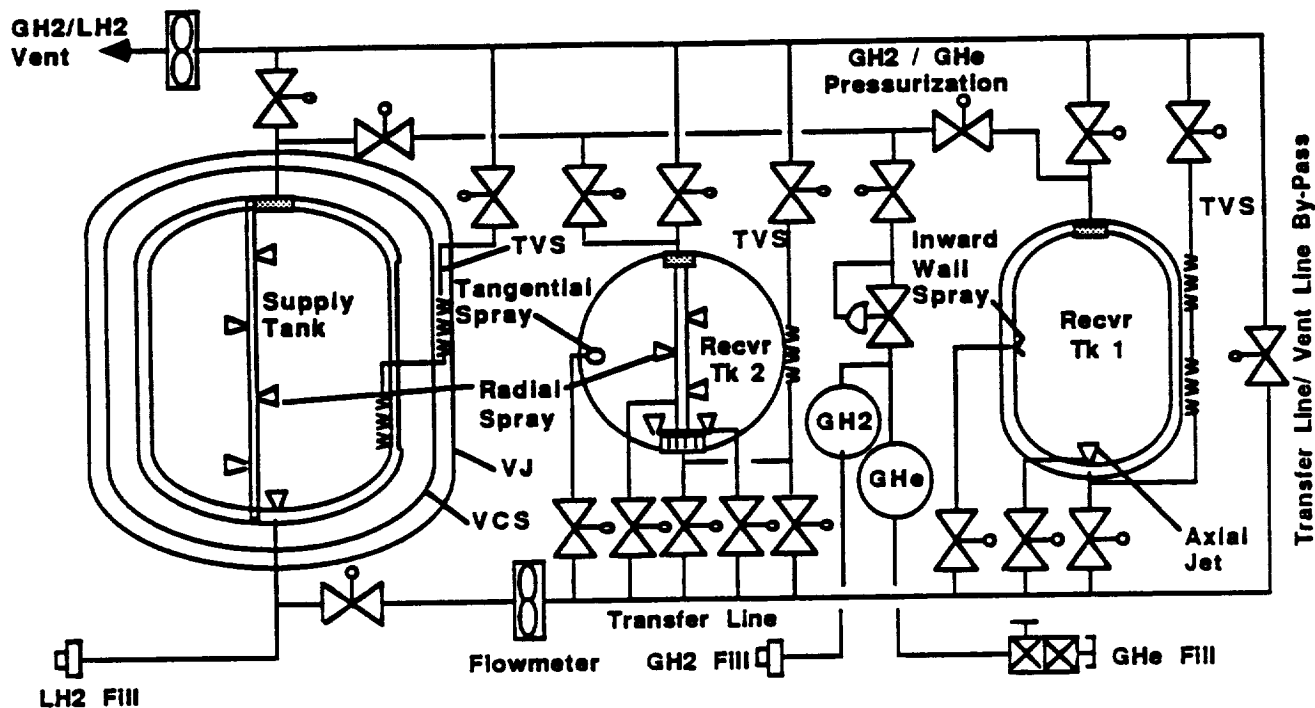 GH2/LH2
Vent
GH2 / GHe
Pressurization
TVS
Tangential
Spray
TVS
Inward
Wall
Spray
TVS
Supply
Tank
Recvr
Tk 2
Recvr
Tk 1
Radial
Spray
GH2
GHe
VJ
VCS
Axial
Jet
Transfer Line/ Vent Line By-Pass
Transfer Line
Flowmeter
GH2 Fill
GHe Fill
LH2 Fill